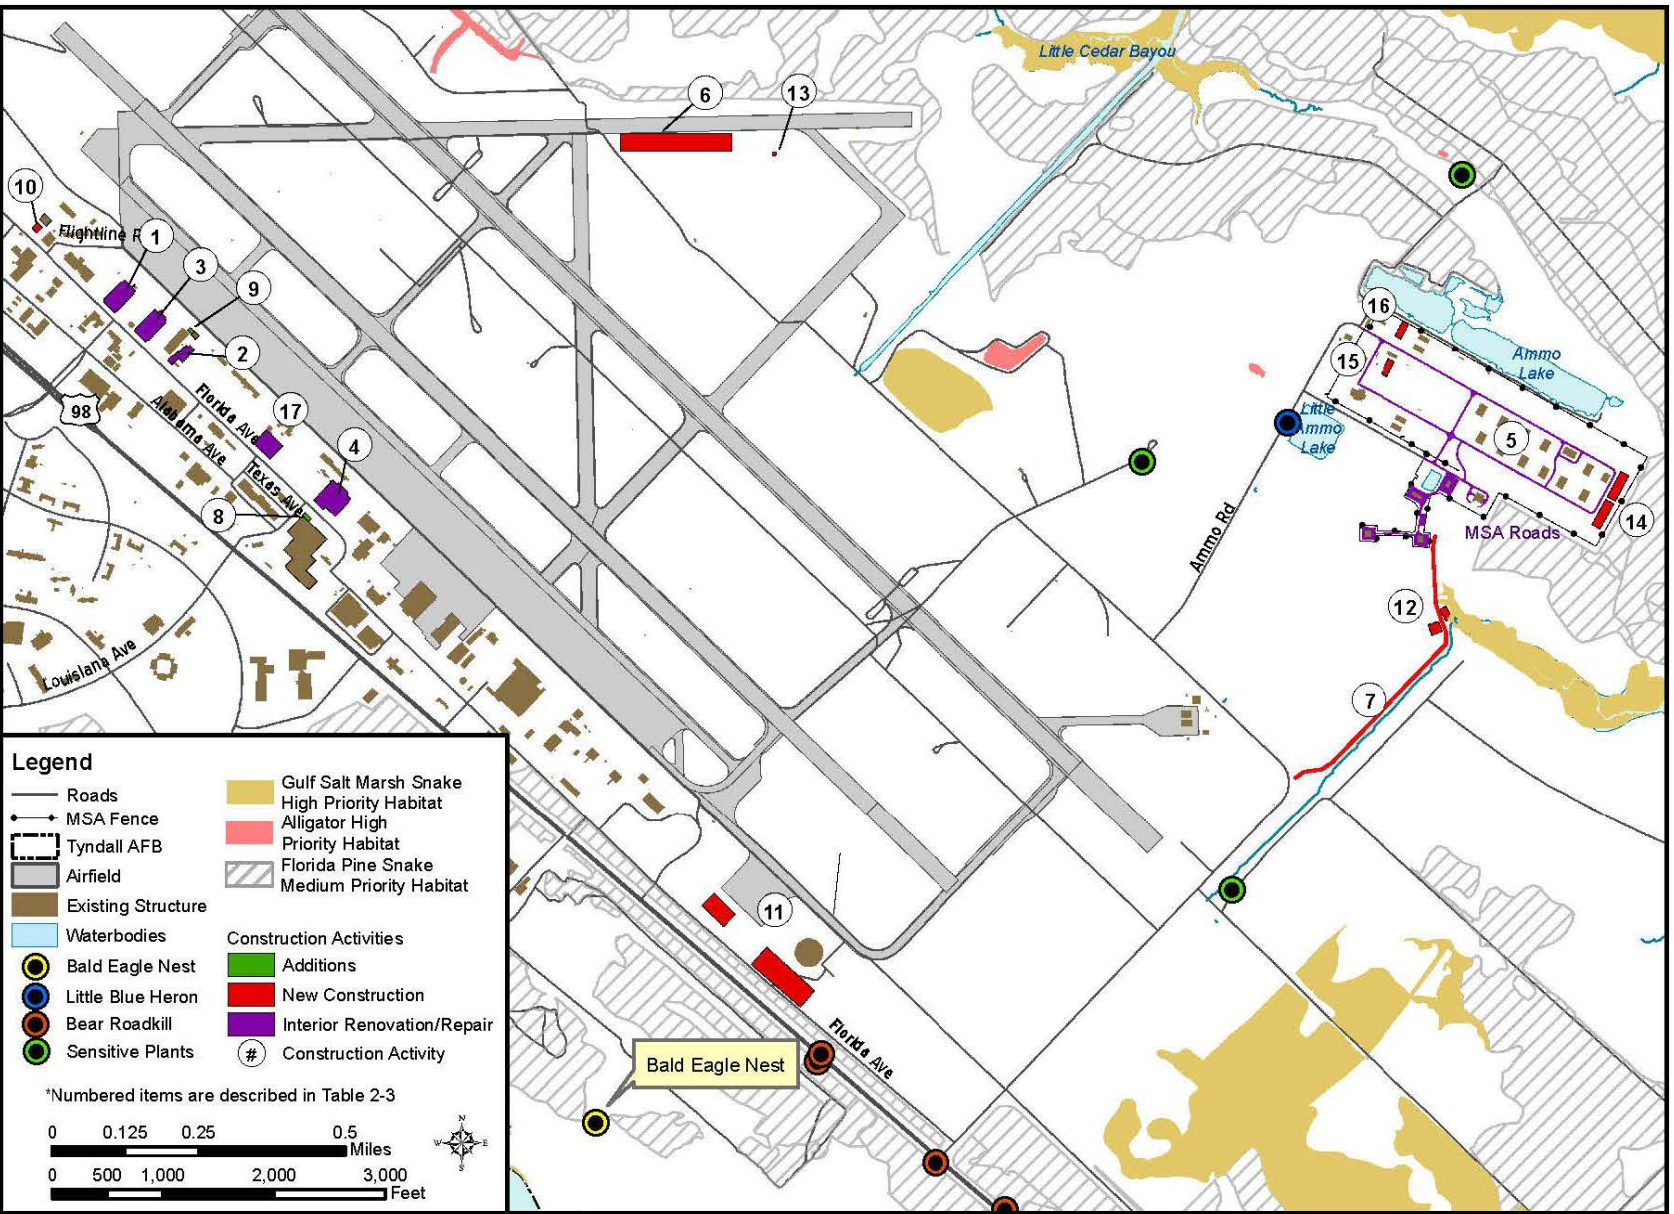 Little Cedar Bayou
6
13
10
Flightline R
1
3
9
2
16
15
Ammo
Lake
98
Florida Ave
Alabama Ave
17
Little
Ammo
Lake
5
4
Texas Ave
8
14
MSA Roads
Ammo Rd
12
Louisiana Ave
7
11
Florida Ave
Bald Eagle Nest
Legend
Roads
MSA Fence
Tyndall AFB
Airfield
Existing Structure
Waterbodies
Bald Eagle Nest
Little Blue Heron
Bear Roadkill
Sensitive Plants
Gulf Salt Marsh Snake
High Priority Habitat
Alligator High
Priority Habitat
Florida Pine Snake
Medium Priority Habitat
Construction Activities
Additions
New Construction
Interior Renovation/Repair
# Construction Activity
*Numbered items are described in Table 2-3
0 0.125 0.25 0.5
Miles
0 500 1,000 2,000 3,000
Feet
N
W E
S